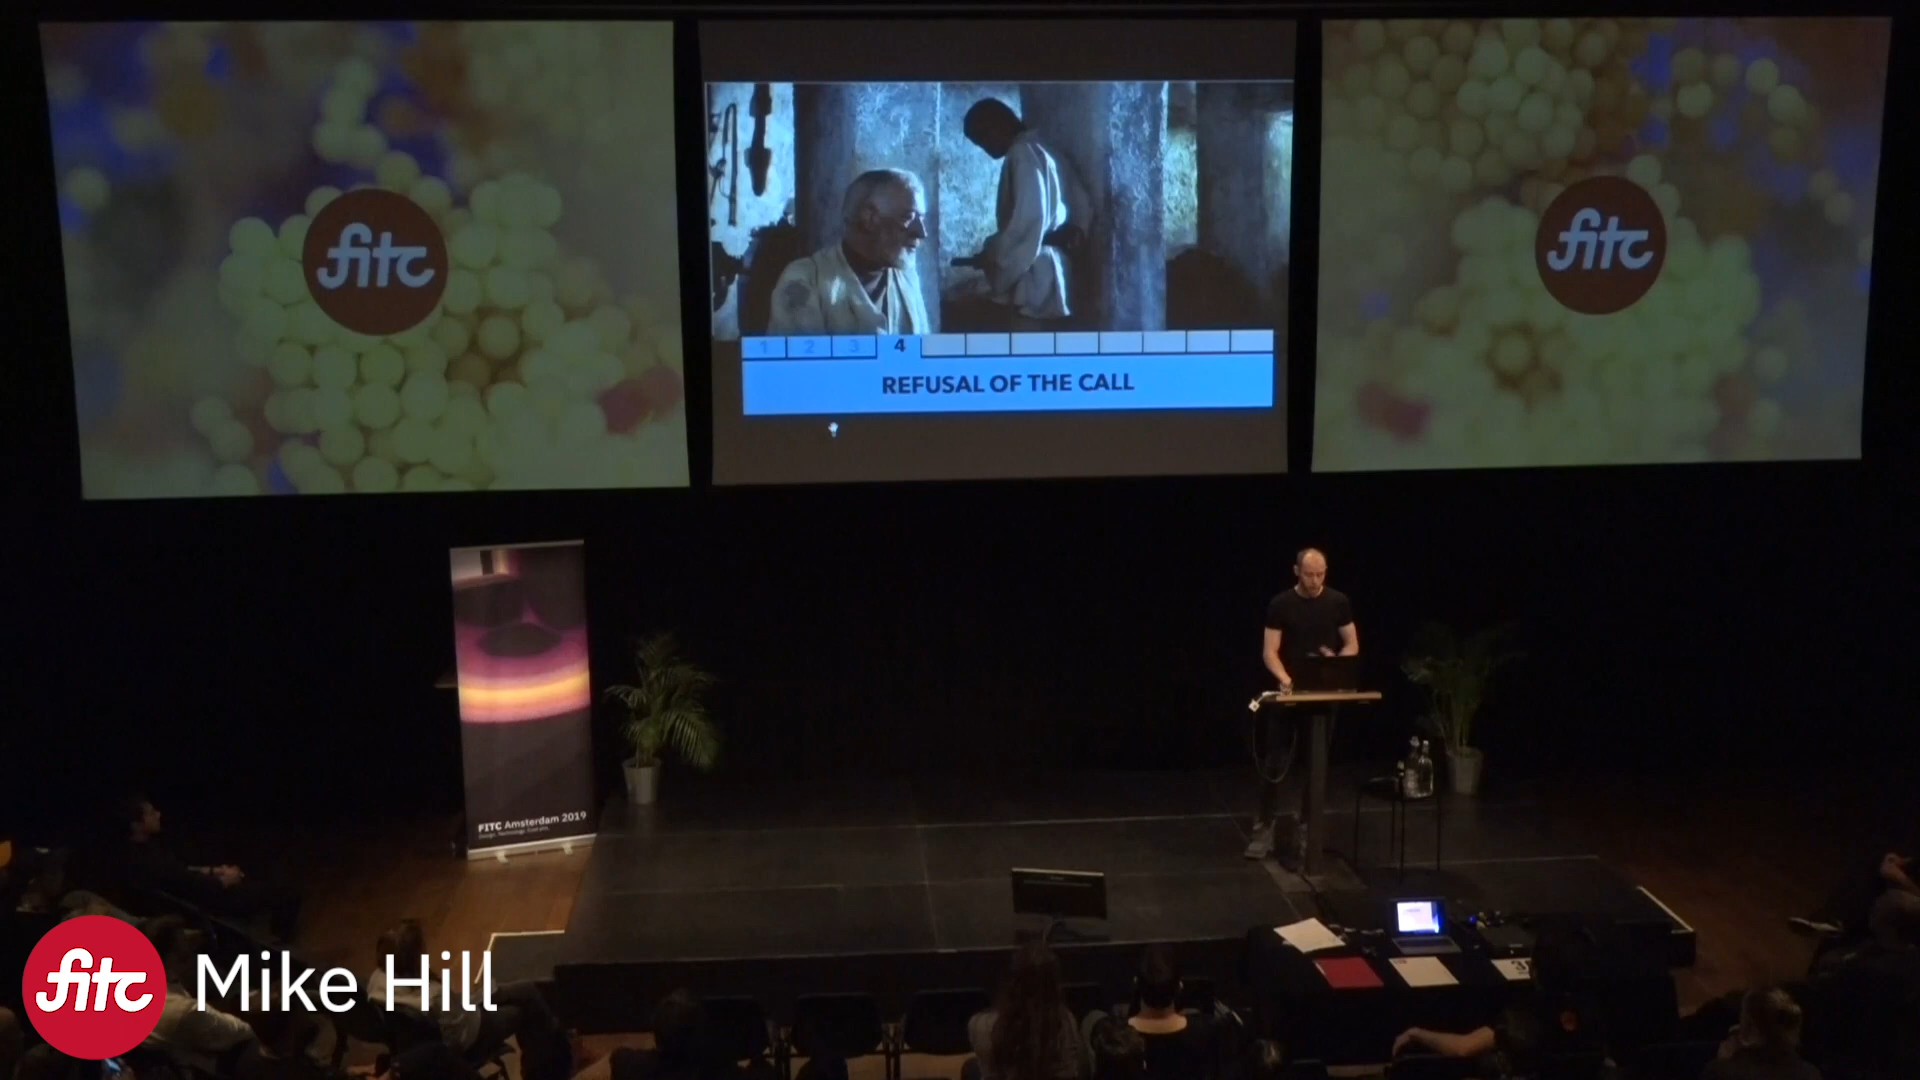 fitc
fitc
1 2 3 4
REFUSAL OF THE CALL
FITC Amsterdam 2019
fitc Mike Hill